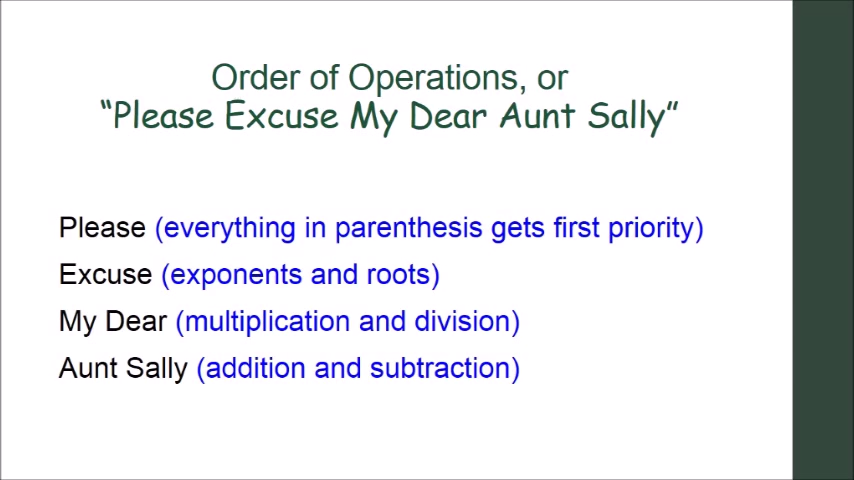 Order of Operations, or
“Please Excuse My Dear Aunt Sally”
Please (everything in parenthesis gets first priority)
Excuse (exponents and roots)
My Dear (multiplication and division)
Aunt Sally (addition and subtraction)